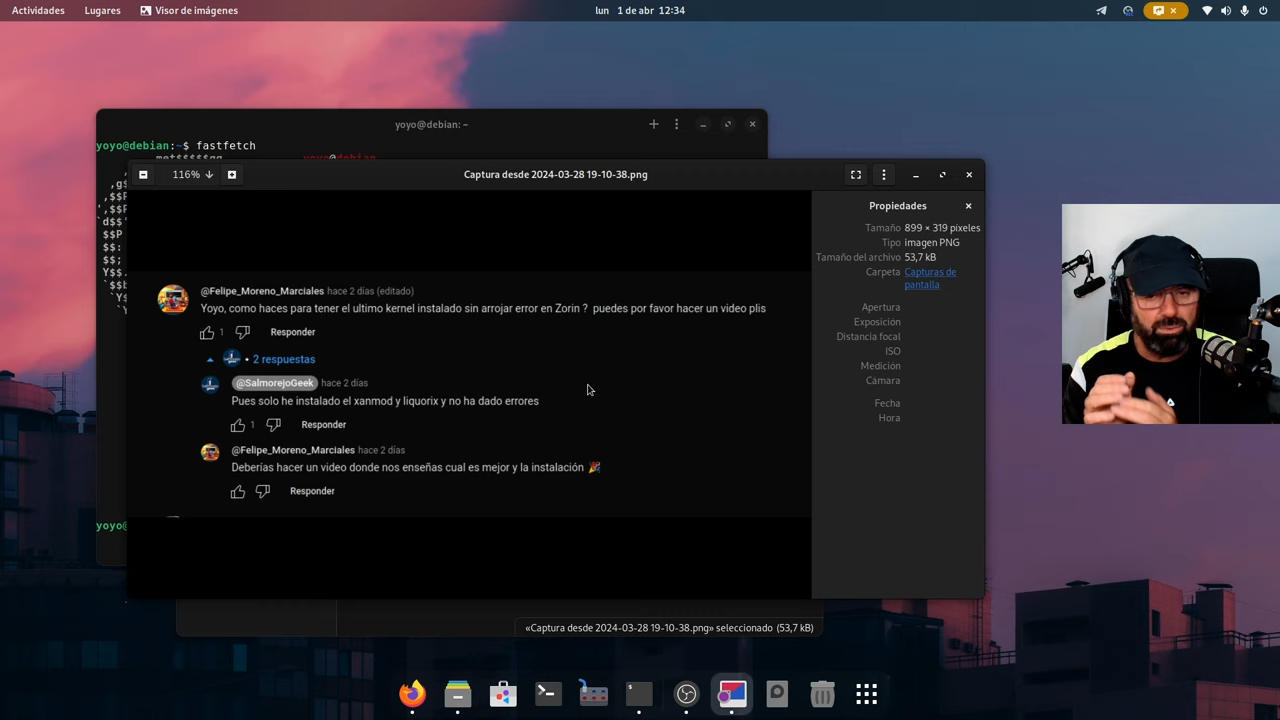 Actividades Lugares Visor de imágenes lun 1 de abr 12:34
yoyo@debian: ~
yoyo@debian:~$ fastfetch
yoyo@debian
116% Captura desde 2024-03-28 19-10-38.png
Propiedades
Tamaño 899 × 319 píxeles
Tipo imagen PNG
Tamaño del archivo 53,7 kB
Carpeta Capturas de
pantalla
Apertura
Exposición
Distancia focal
ISO
Medición
Cámara
Fecha
Hora
@Felipe_Moreno_Marciales hace 2 días (editado)
Yoyo, como haces para tener el ultimo kernel instalado sin arrojar error en Zorin ? puedes por favor hacer un video plis
1 Responder
• 2 respuestas
@SalmorejoGeek hace 2 días
Pues solo he instalado el xanmod y liquorix y no ha dado errores
1 Responder
@Felipe_Moreno_Marciales hace 2 días
Deberías hacer un video donde nos enseñas cual es mejor y la instalación 🎉
Responder
yoyo@
«Captura desde 2024-03-28 19-10-38.png» seleccionado (53,7 kB)